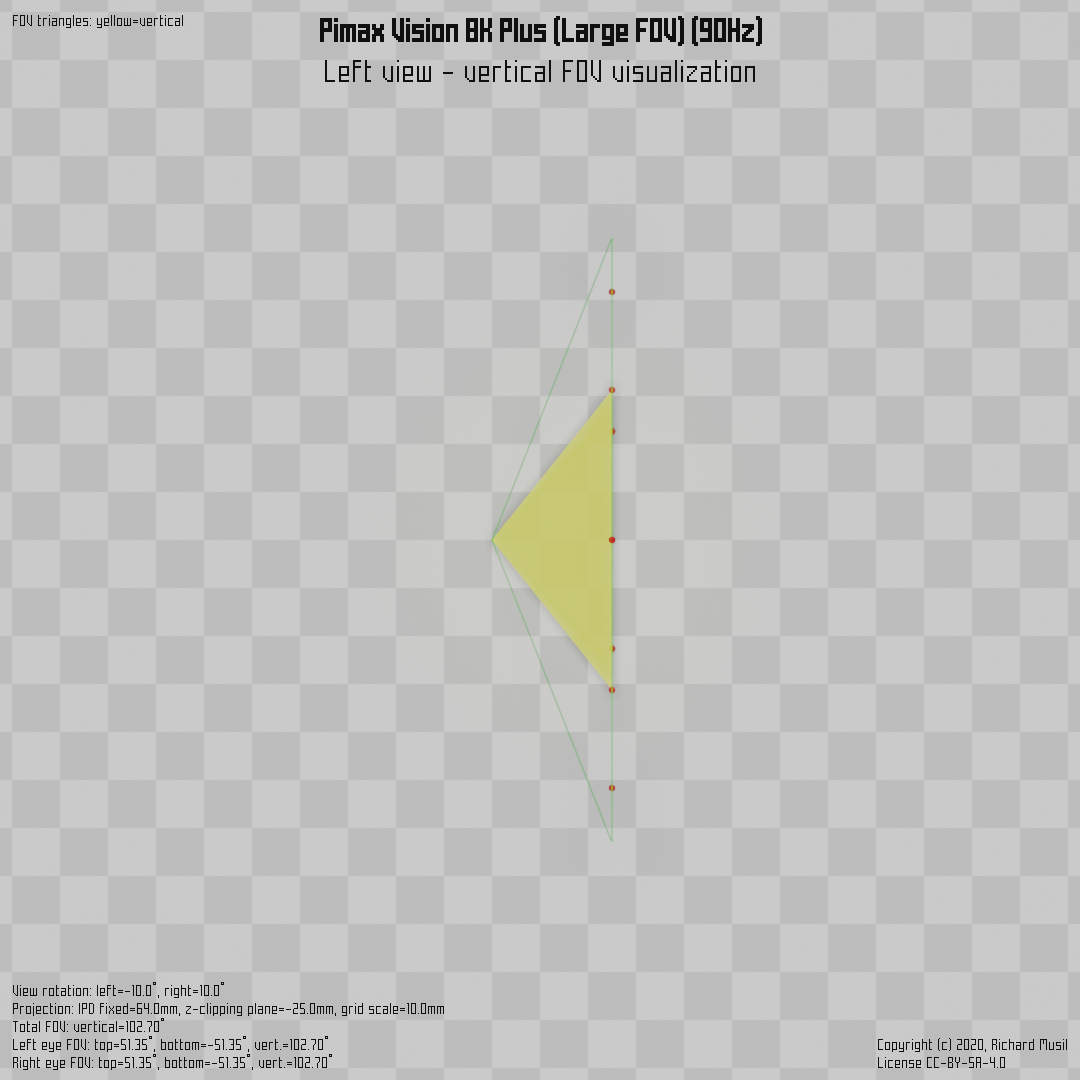 FOV triangles: yellow=vertical
Pimax Vision 8K Plus (Large FOV) (90Hz)
Left view - vertical FOV visualization
View rotation: left=-10.0°, right=10.0°
Projection: IPD fixed=64.0mm, z-clipping plane=-25.0mm, grid scale=10.0mm
Total FOV: vertical=102.70°
Left eye FOV: top=51.35°, bottom=-51.35°, vert.=102.70°
Right eye FOV: top=51.35°, bottom=-51.35°, vert.=102.70°
Copyright (c) 2020, Richard Musil
License CC-BY-SA-4.0